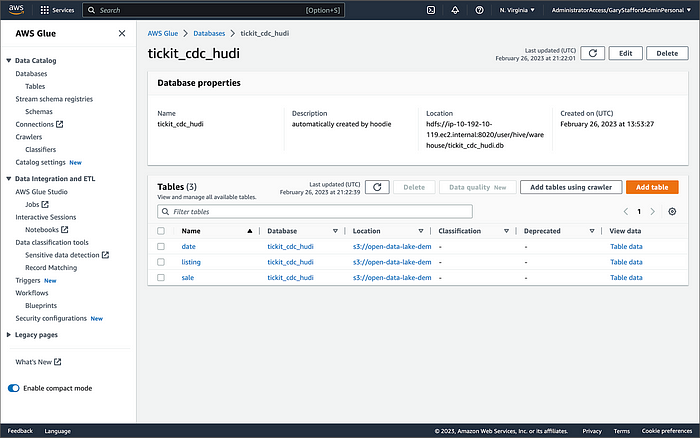 aws
Services
Search
[Option+S]
N. Virginia
AdministratorAccess/GaryStaffordAdminPersonal
AWS Glue
Data Catalog
Databases
Tables
Stream schema registries
Schemas
Connections
Crawlers
Classifiers
Catalog settings New
Data Integration and ETL
AWS Glue Studio
Jobs
Interactive Sessions
Notebooks
Data classification tools
Sensitive data detection
Record Matching
Triggers New
Workflows
Blueprints
Security configurations New
Legacy pages
What's New
Enable compact mode
AWS Glue > Databases > tickit_cdc_hudi
tickit_cdc_hudi
Last updated (UTC)
February 26, 2023 at 21:22:01
Edit
Delete
Database properties
Name
tickit_cdc_hudi
Description
automatically created by hoodie
Location
hdfs://ip-10-192-10-
119.ec2.internal:8020/user/hive/ware
house/tickit_cdc_hudi.db
Created on (UTC)
February 26, 2023 at 13:53:27
Tables (3)
View and manage all available tables.
Last updated (UTC)
February 26, 2023 at 21:22:39
Delete
Data quality New
Add tables using crawler
Add table
Filter tables
1
Name Database Location Classification Deprecated View data
date tickit_cdc_hudi s3://open-data-lake-dem - - Table data
listing tickit_cdc_hudi s3://open-data-lake-dem - - Table data
sale tickit_cdc_hudi s3://open-data-lake-dem - - Table data
Feedback Language © 2023, Amazon Web Services, Inc. or its affiliates. Privacy Terms Cookie preferences